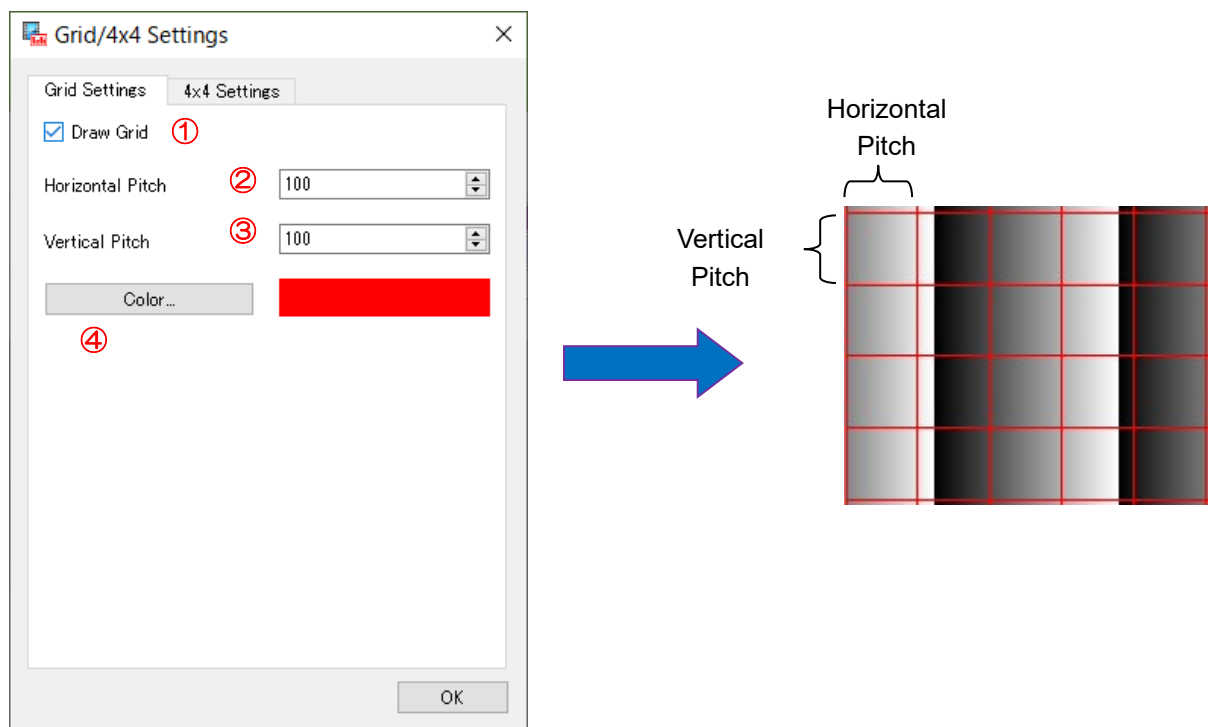 Grid/4x4 Settings
Grid Settings 4x4 Settings
Draw Grid ①
Horizontal Pitch ② 100
Vertical Pitch ③ 100
Color...
④
OK
Horizontal
Pitch
Vertical
Pitch